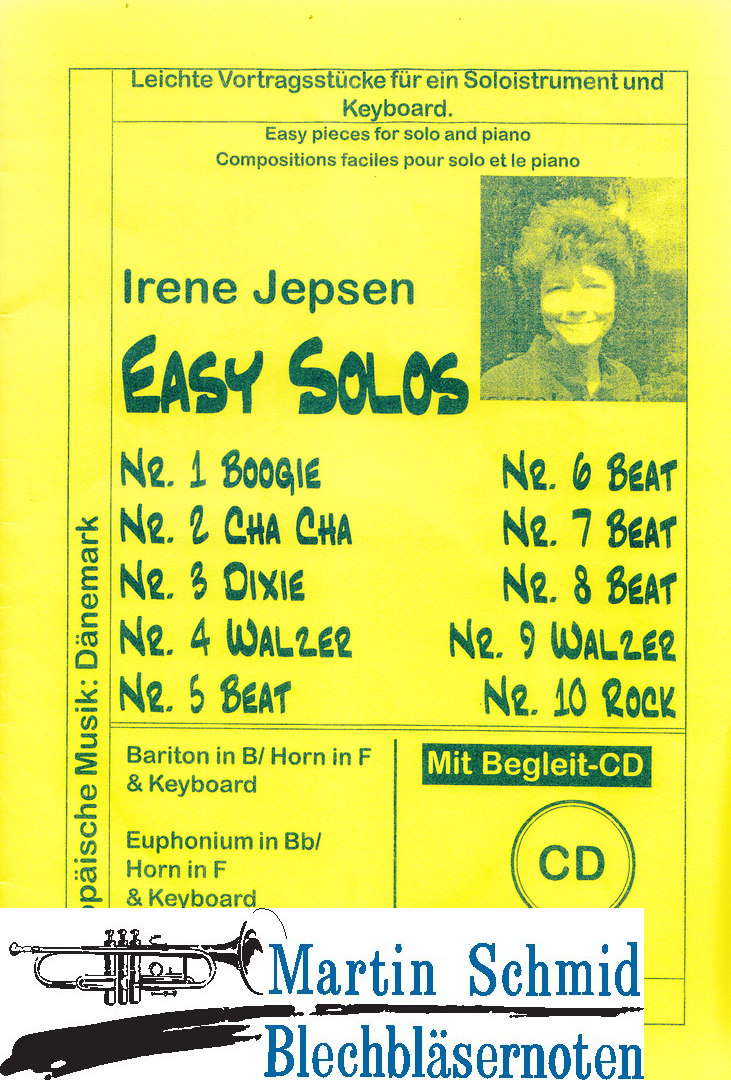 Leichte Vortragsstücke für ein Soloistrument und
Keyboard.
Easy pieces for solo and piano
Compositions faciles pour solo et le piano
Irene Jepsen
EASY SOLOS
NR. 1 BOOGIE
NR. 2 CHA CHA
NR. 3 DIXIE
NR. 4 WALZER
NR. 5 BEAT
NR. 6 BEAT
NR. 7 BEAT
NR. 8 BEAT
NR. 9 WALZER
NR. 10 ROCK
Musik: Dänemark
Bariton in B/ Horn in F
& Keyboard
Euphonium in Bb/
Horn in F
& Keyboard
Mit Begleit-CD
CD
Martin Schmid
Blechbläsernoten